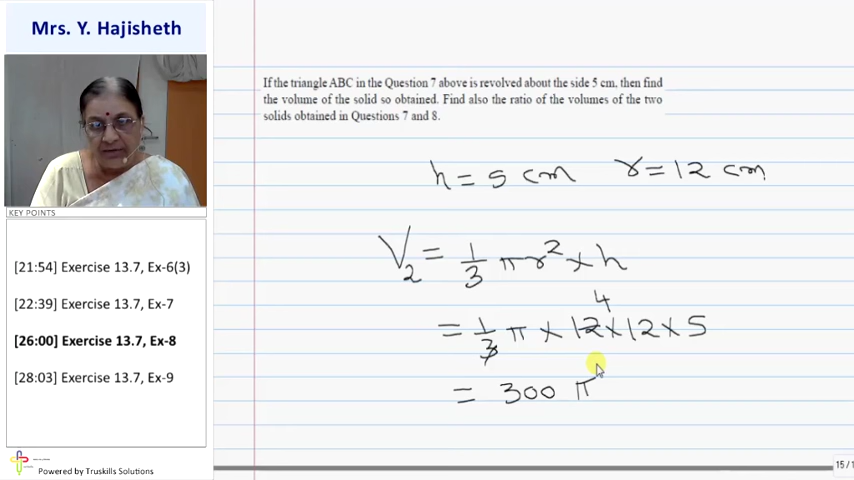 Mrs. Y. Hajisheth
KEY POINTS
[21:54] Exercise 13.7, Ex-6(3)
[22:39] Exercise 13.7, Ex-7
[26:00] Exercise 13.7, Ex-8
[28:03] Exercise 13.7, Ex-9
Powered by Truskills Solutions
If the triangle ABC in the Question 7 above is revolved about the side 5 cm, then find
the volume of the solid so obtained. Find also the ratio of the volumes of the two
solids obtained in Questions 7 and 8.
h = 5 cm r = 12 cm
V₂ = 1/3 πr² × h
4
= 1/3 π × 12 × 12 × 5
= 300 π
15/1